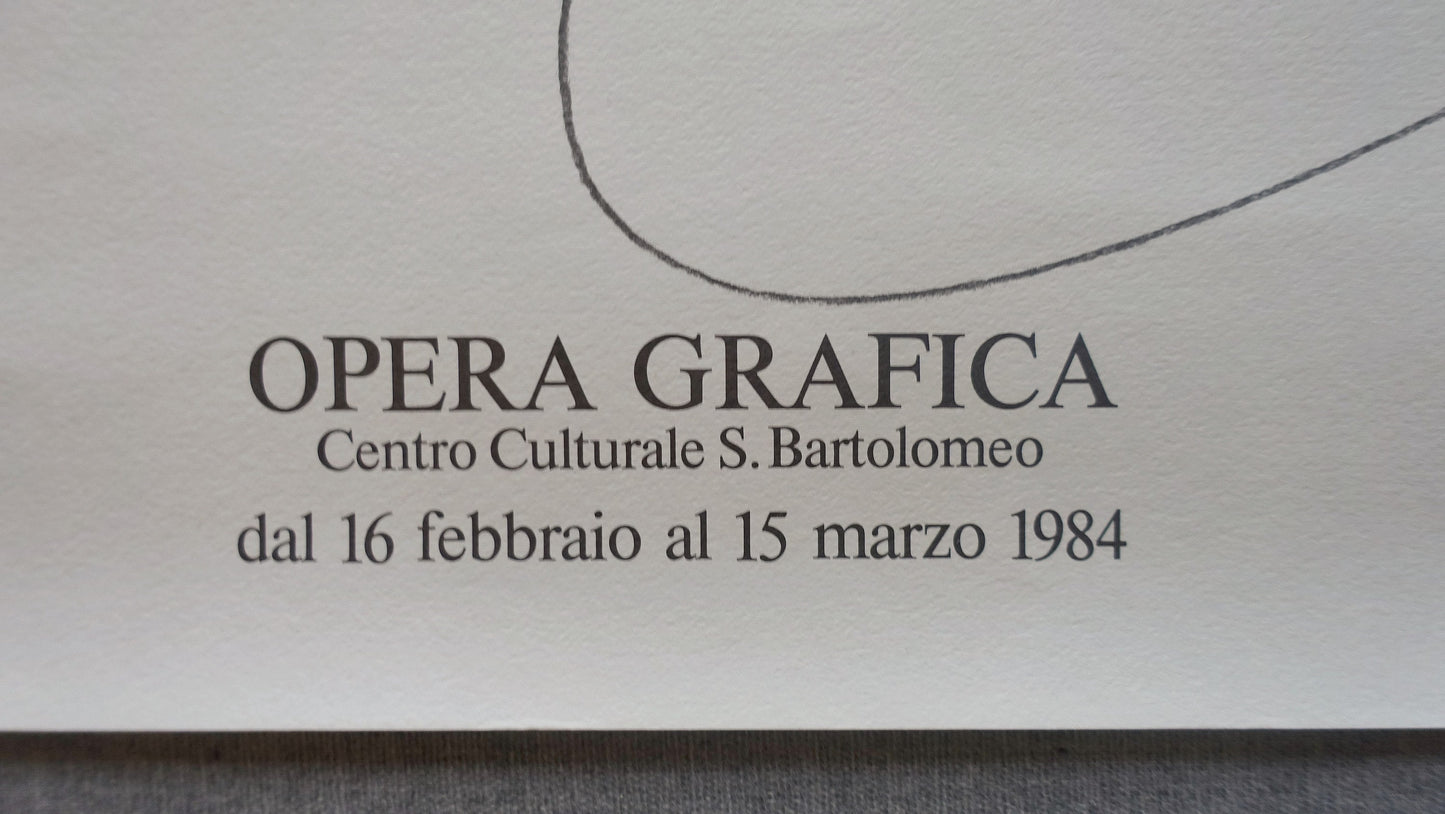 OPERA GRAFICA
Centro Culturale S. Bartolomeo
dal 16 febbraio al 15 marzo 1984